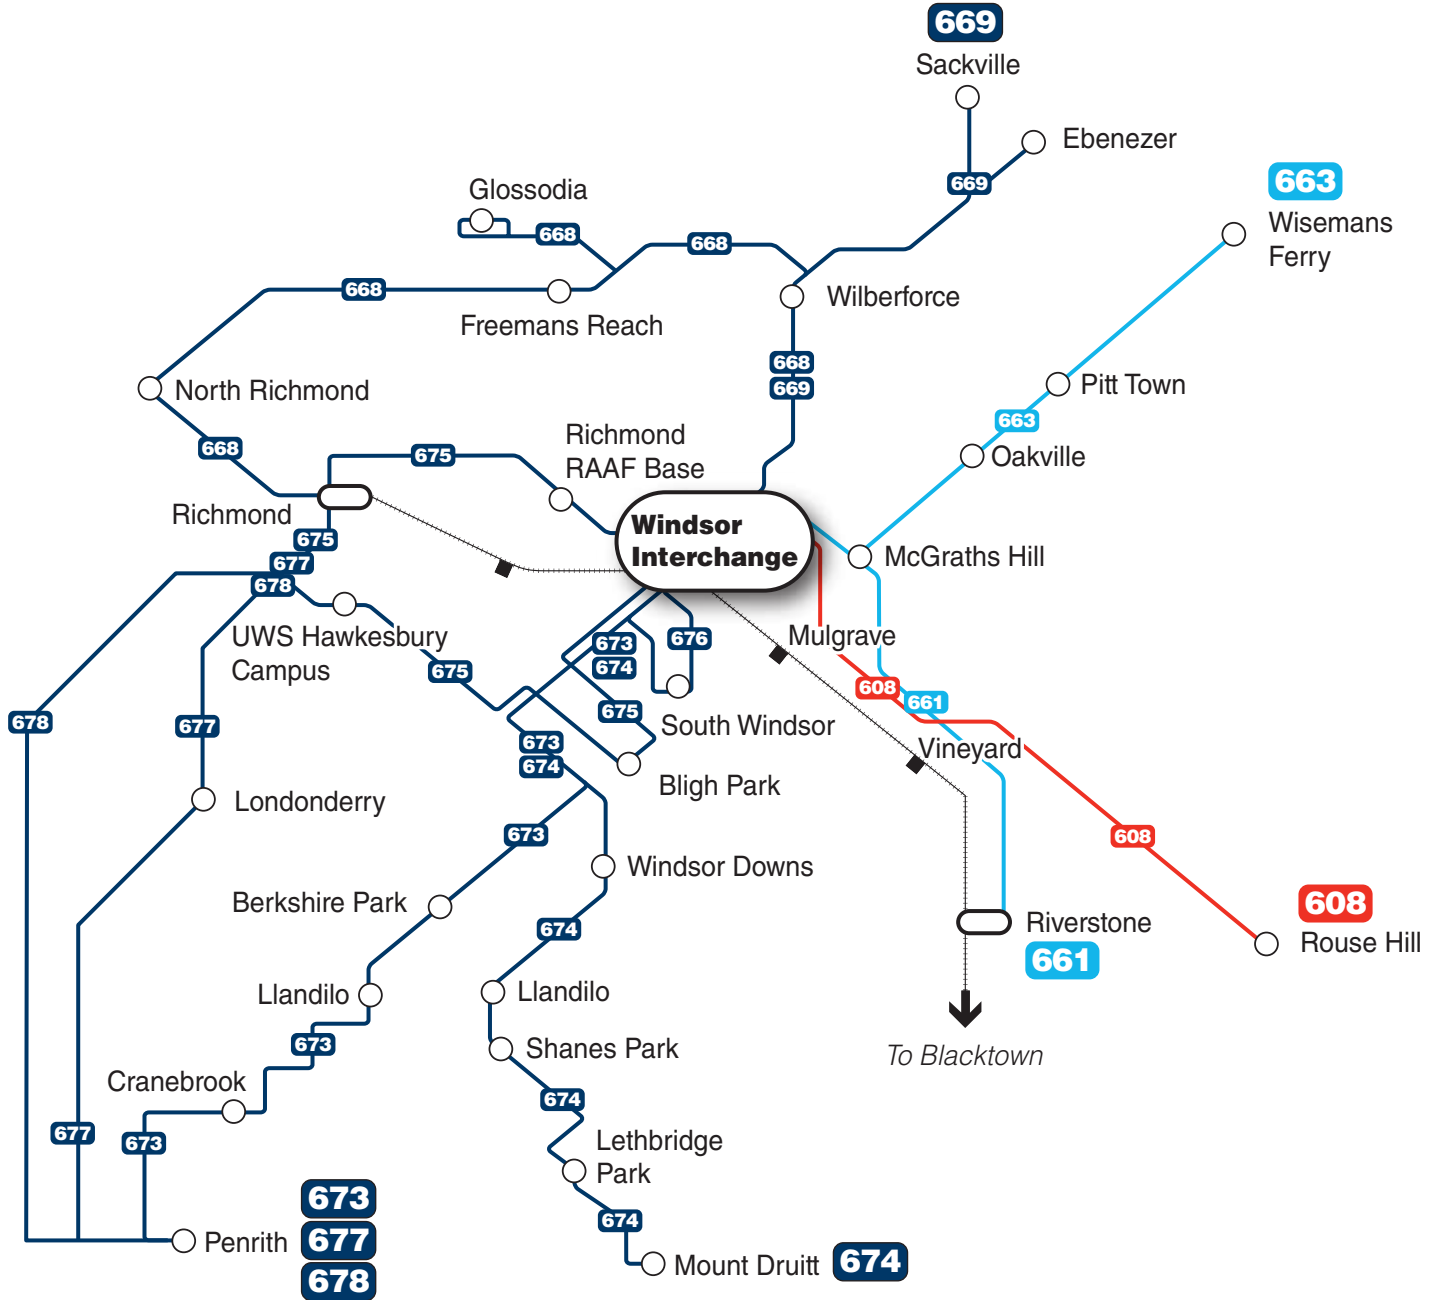 669
Sackville
Ebenezer
663
Wisemans
Ferry
669
Glossodia
668
668
668
Freemans Reach
Wilberforce
668
669
North Richmond
Pitt Town
663
Oakville
668
675
Richmond
RAAF Base
Richmond
Windsor
Interchange
McGraths Hill
675
677
678
UWS Hawkesbury
Campus
675
673
674
676
Mulgrave
608
661
675
South Windsor
678
677
673
674
Vineyard
Bligh Park
Londonderry
673
608
Windsor Downs
Berkshire Park
674
608
Rouse Hill
Riverstone
661
Llandilo
Llandilo
673
Shanes Park
To Blacktown
Cranebrook
674
677
673
Lethbridge
Park
673
677
678
Penrith
674
Mount Druitt
674